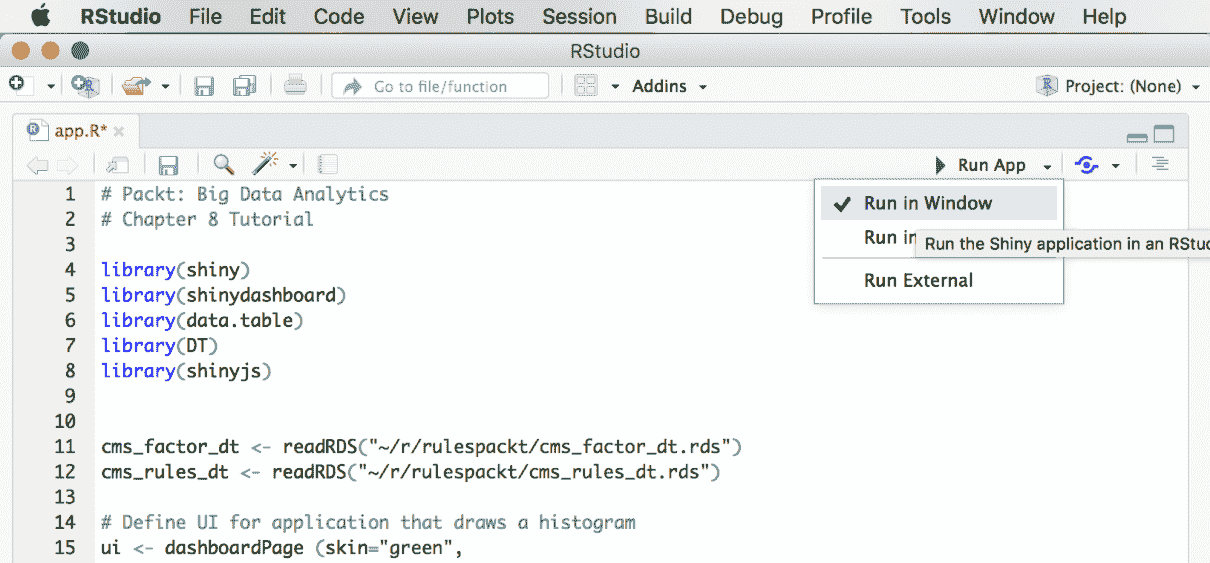 RStudio File Edit Code View Plots Session Build Debug Profile Tools Window Help
RStudio
Go to file/function Addins Project: (None)
app.R*
Run App
Run in Window
Run in
Run the Shiny application in an
Run External
1 # Packt: Big Data Analytics
2 # Chapter 8 Tutorial
3
4 library(shiny)
5 library(shinydashboard)
6 library(data.table)
7 library(DT)
8 library(shinyjs)
9
10
11 cms_factor_dt <- readRDS("~/r/rulespackt/cms_factor_dt.rds")
12 cms_rules_dt <- readRDS("~/r/rulespackt/cms_rules_dt.rds")
13
14 # Define UI for application that draws a histogram
15 ui <- dashboardPage (skin="green",